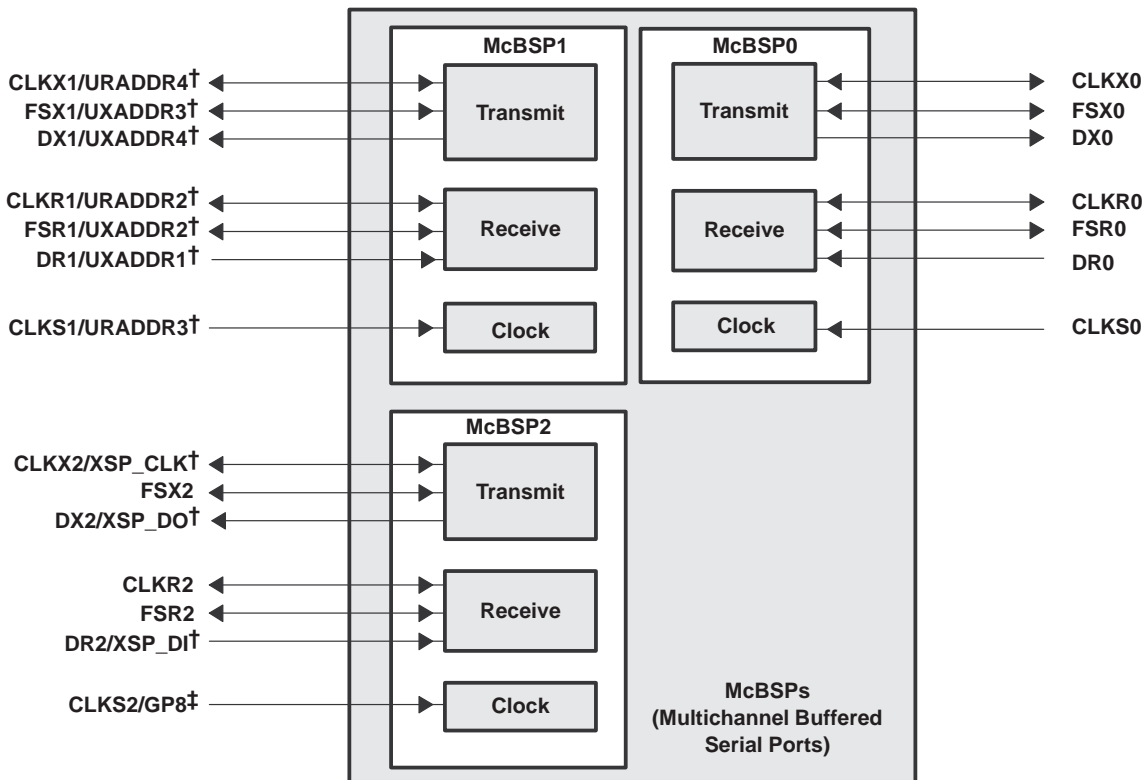 McBSP1
McBSP0
CLKX1/URADDR4†
FSX1/UXADDR3†
DX1/UXADDR4†
Transmit
Transmit
CLKX0
FSX0
DX0
CLKR1/URADDR2†
FSR1/UXADDR2†
DR1/UXADDR1†
Receive
Receive
CLKR0
FSR0
DR0
CLKS1/URADDR3†
Clock
Clock
CLKS0
McBSP2
CLKX2/XSP_CLK†
FSX2
DX2/XSP_DO†
Transmit
CLKR2
FSR2
DR2/XSP_DI†
Receive
CLKS2/GP8‡
Clock
McBSPs
(Multichannel Buffered
Serial Ports)